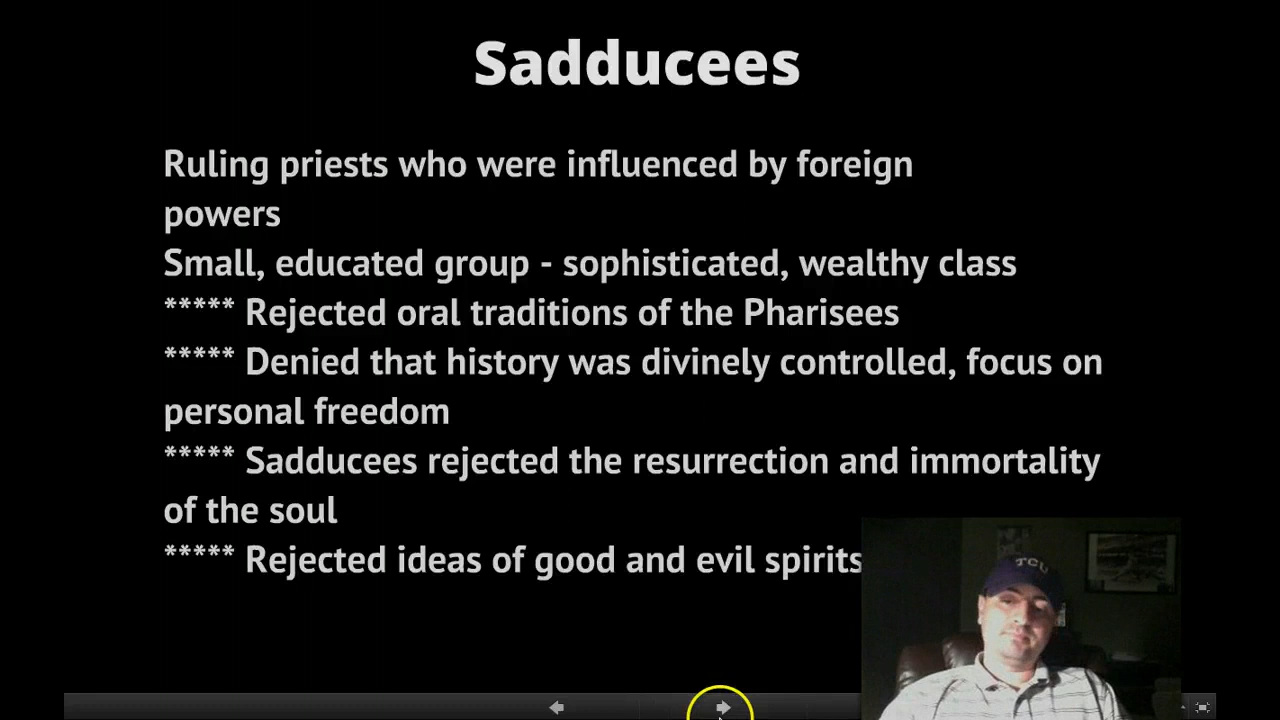 Sadducees
Ruling priests who were influenced by foreign
powers
Small, educated group - sophisticated, wealthy class
***** Rejected oral traditions of the Pharisees
***** Denied that history was divinely controlled, focus on
personal freedom
***** Sadducees rejected the resurrection and immortality
of the soul
***** Rejected ideas of good and evil spirits
TCU